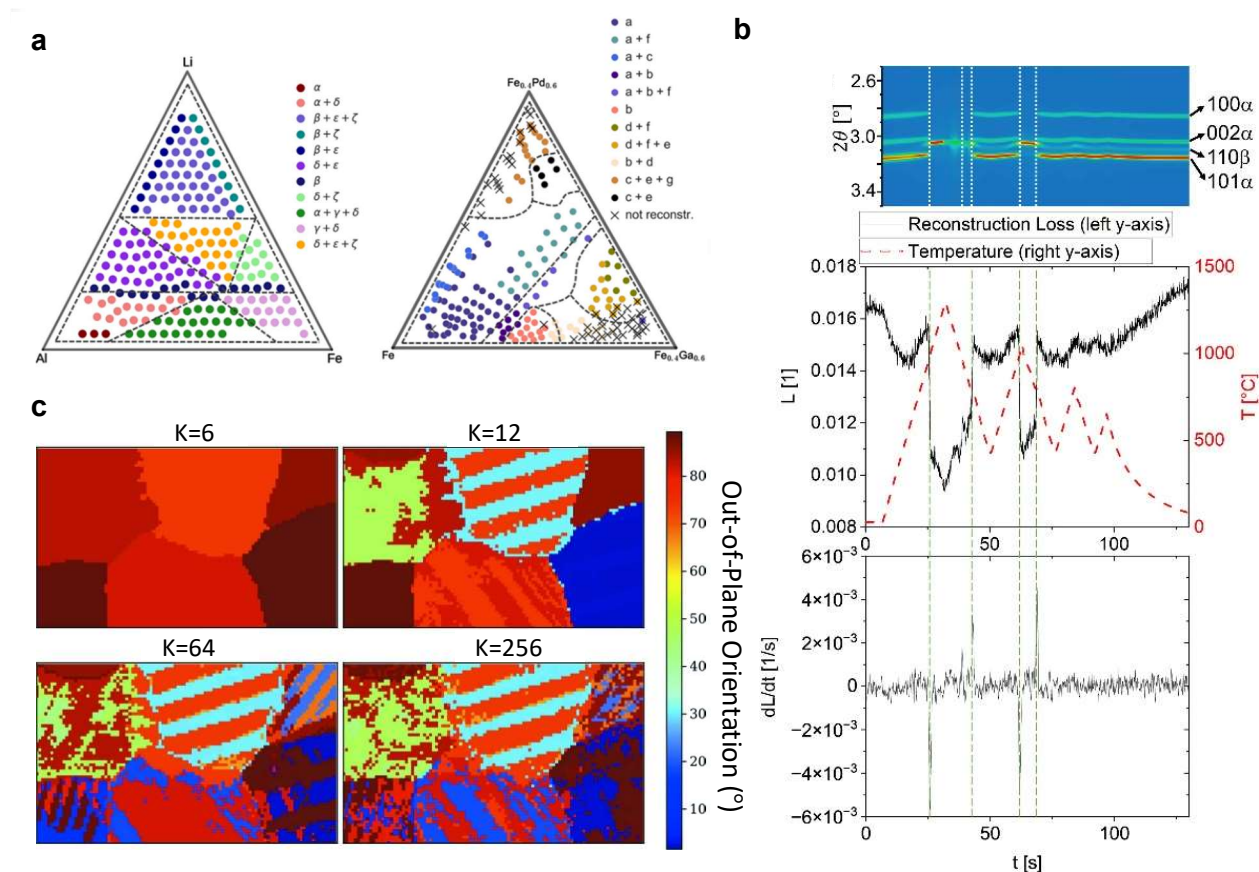 a
Li
Al
Fe
α
α + δ
β + ε + ζ
β + ζ
β + ε
δ + ε
β
δ + ζ
α + γ + δ
γ + δ
δ + ε + ζ
Fe₀.₄Pd₀.₆
Fe
Fe₀.₄Ga₀.₆
a
a + f
a + c
a + b
a + b + f
b
d + f
d + f + e
b + d
c + e + g
c + e
not reconstr.
b
2θ [°]
2.6
3.0
3.4
100α
002α
110β
101α
Reconstruction Loss (left y-axis)
Temperature (right y-axis)
L [1]
0.018
0.016
0.014
0.012
0.010
0.008
T [°C]
1500
1000
500
0
dL/dt [1/s]
6×10⁻³
4×10⁻³
2×10⁻³
0
−2×10⁻³
−4×10⁻³
−6×10⁻³
0 50 100
t [s]
c
K=6
K=12
K=64
K=256
80
70
60
50
40
30
20
10
Out-of-Plane Orientation (°)